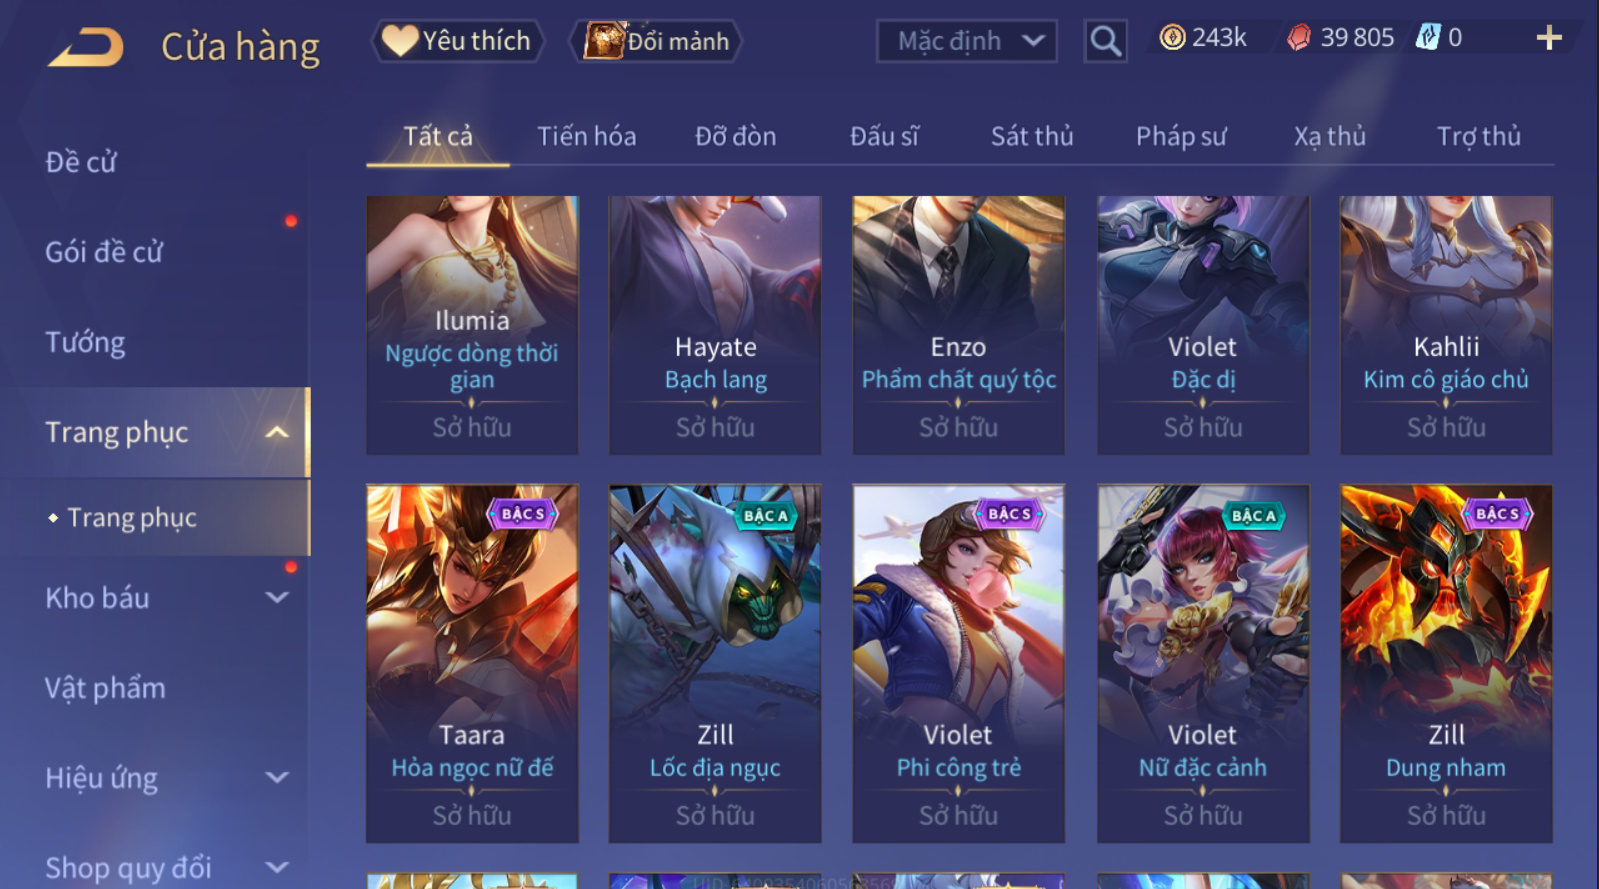 Cửa hàng
Yêu thích
Đổi mảnh
Mặc định
243k
39 805
0
Tất cả
Tiến hóa
Đỡ đòn
Đấu sĩ
Sát thủ
Pháp sư
Xạ thủ
Trợ thủ
Đề cử
Gói đề cử
Tướng
Trang phục
Trang phục
Kho báu
Vật phẩm
Hiệu ứng
Shop quy đổi
Ilumia
Ngược dòng thời
gian
Sở hữu
Hayate
Bạch lang
Sở hữu
Enzo
Phẩm chất quý tộc
Sở hữu
Violet
Đặc dị
Sở hữu
Kahlii
Kim cô giáo chủ
Sở hữu
BẬC S
Taara
Hỏa ngọc nữ đế
Sở hữu
BẬC A
Zill
Lốc địa ngục
Sở hữu
BẬC S
Violet
Phi công trẻ
Sở hữu
BẬC A
Violet
Nữ đặc cảnh
Sở hữu
BẬC S
Zill
Dung nham
Sở hữu